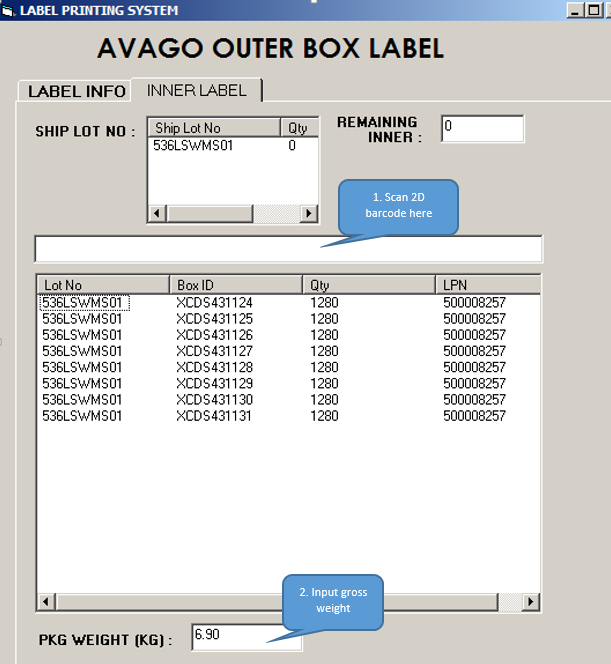 LABEL PRINTING SYSTEM
AVAGO OUTER BOX LABEL
LABEL INFO INNER LABEL
SHIP LOT NO : Ship Lot No Qty
536LSWMS01 0
REMAINING
INNER : 0
1. Scan 2D
barcode here
Lot No Box ID Qty LPN
536LSWMS01 XCDS431124 1280 500008257
536LSWMS01 XCDS431125 1280 500008257
536LSWMS01 XCDS431126 1280 500008257
536LSWMS01 XCDS431127 1280 500008257
536LSWMS01 XCDS431128 1280 500008257
536LSWMS01 XCDS431129 1280 500008257
536LSWMS01 XCDS431130 1280 500008257
536LSWMS01 XCDS431131 1280 500008257
2. Input gross
weight
PKG WEIGHT (KG) : 6.90